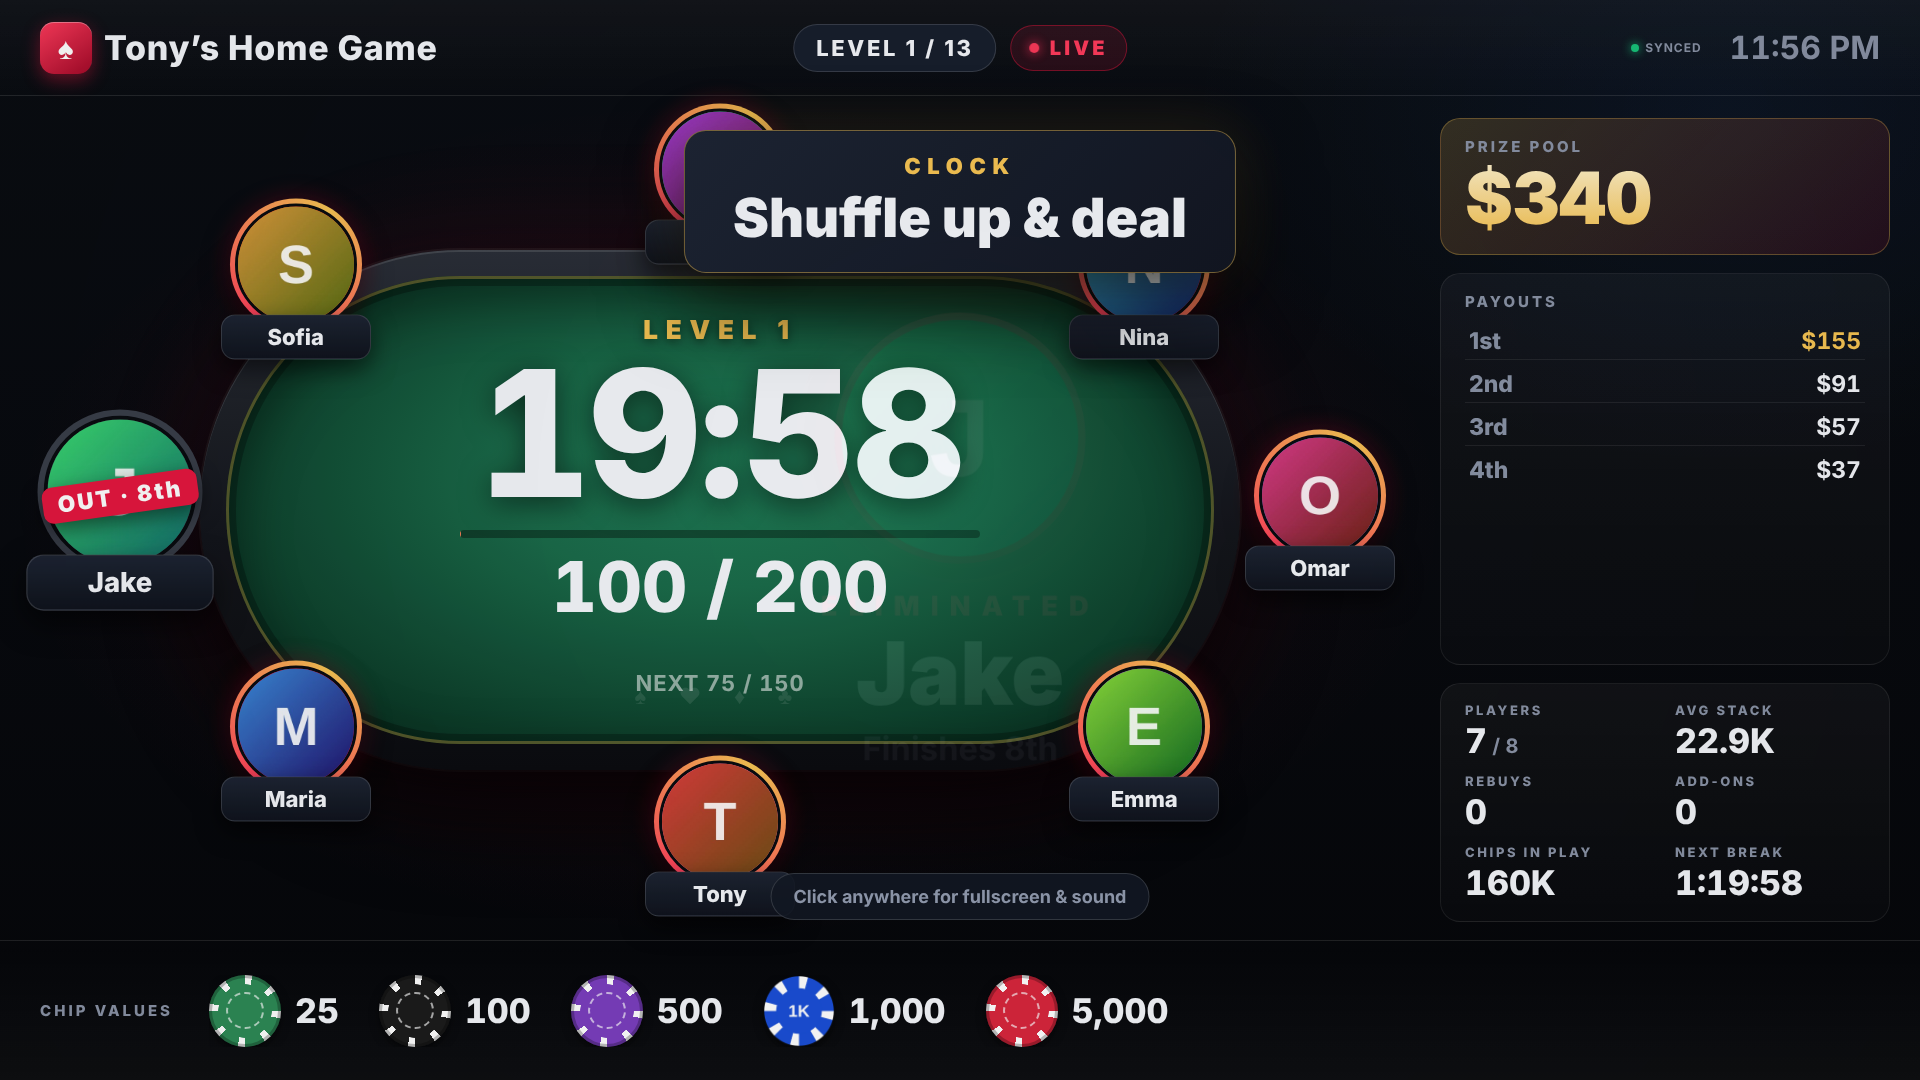 ♠ Tony's Home Game
LEVEL 1 / 13
LIVE
SYNCED
11:56 PM
CLOCK
Shuffle up & deal
S
Sofia
N
Nina
J
OUT · 8th
Jake
O
Omar
M
Maria
E
Emma
T
Tony
LEVEL 1
19:58
100 / 200
NEXT 75 / 150
♠ ♥ ♦ ♣
J
MINATED
Jake
Finishes 8th
Click anywhere for fullscreen & sound
PRIZE POOL
$340
PAYOUTS
1st $155
2nd $91
3rd $57
4th $37
PLAYERS
7 / 8
AVG STACK
22.9K
REBUYS
0
ADD-ONS
0
CHIPS IN PLAY
160K
NEXT BREAK
1:19:58
CHIP VALUES
25
100
500
1K
1,000
5,000